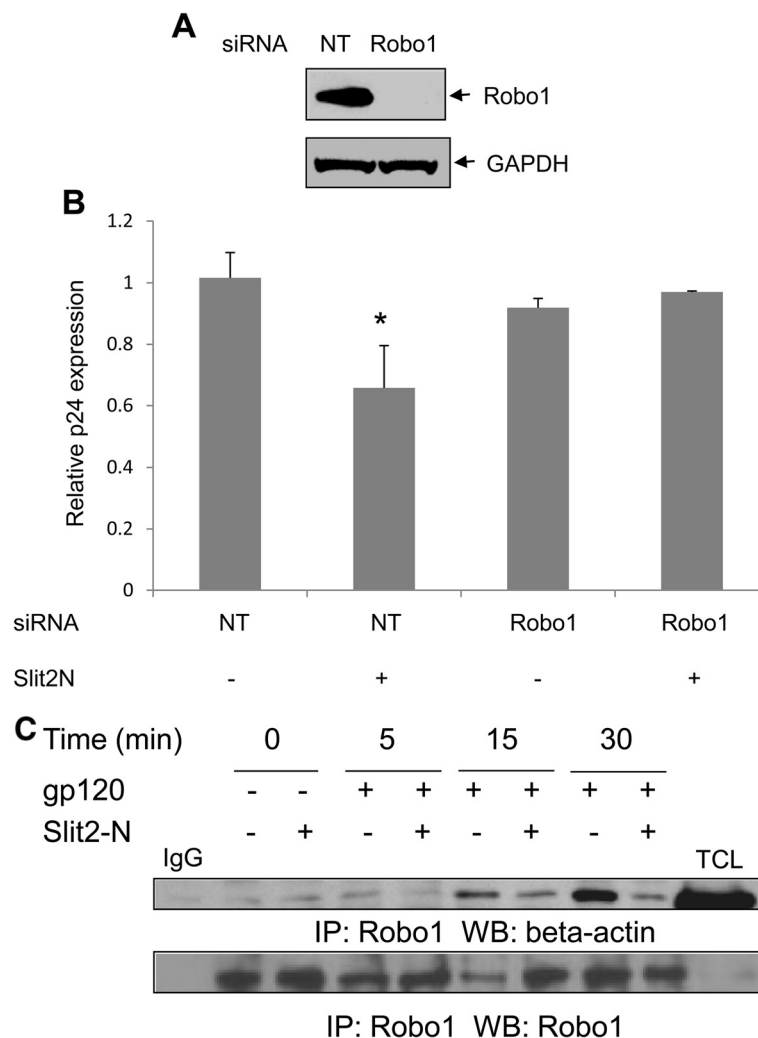 A
siRNA NT Robo1
Robo1
GAPDH
B
Relative p24 expression
1.2
1
0.8
0.6
0.4
0.2
0
*
siRNA NT NT Robo1 Robo1
Slit2N - + - +
C Time (min) 0 5 15 30
gp120 - - + + + + + +
Slit2-N - + - + - + - +
IgG TCL
IP: Robo1 WB: beta-actin
IP: Robo1 WB: Robo1